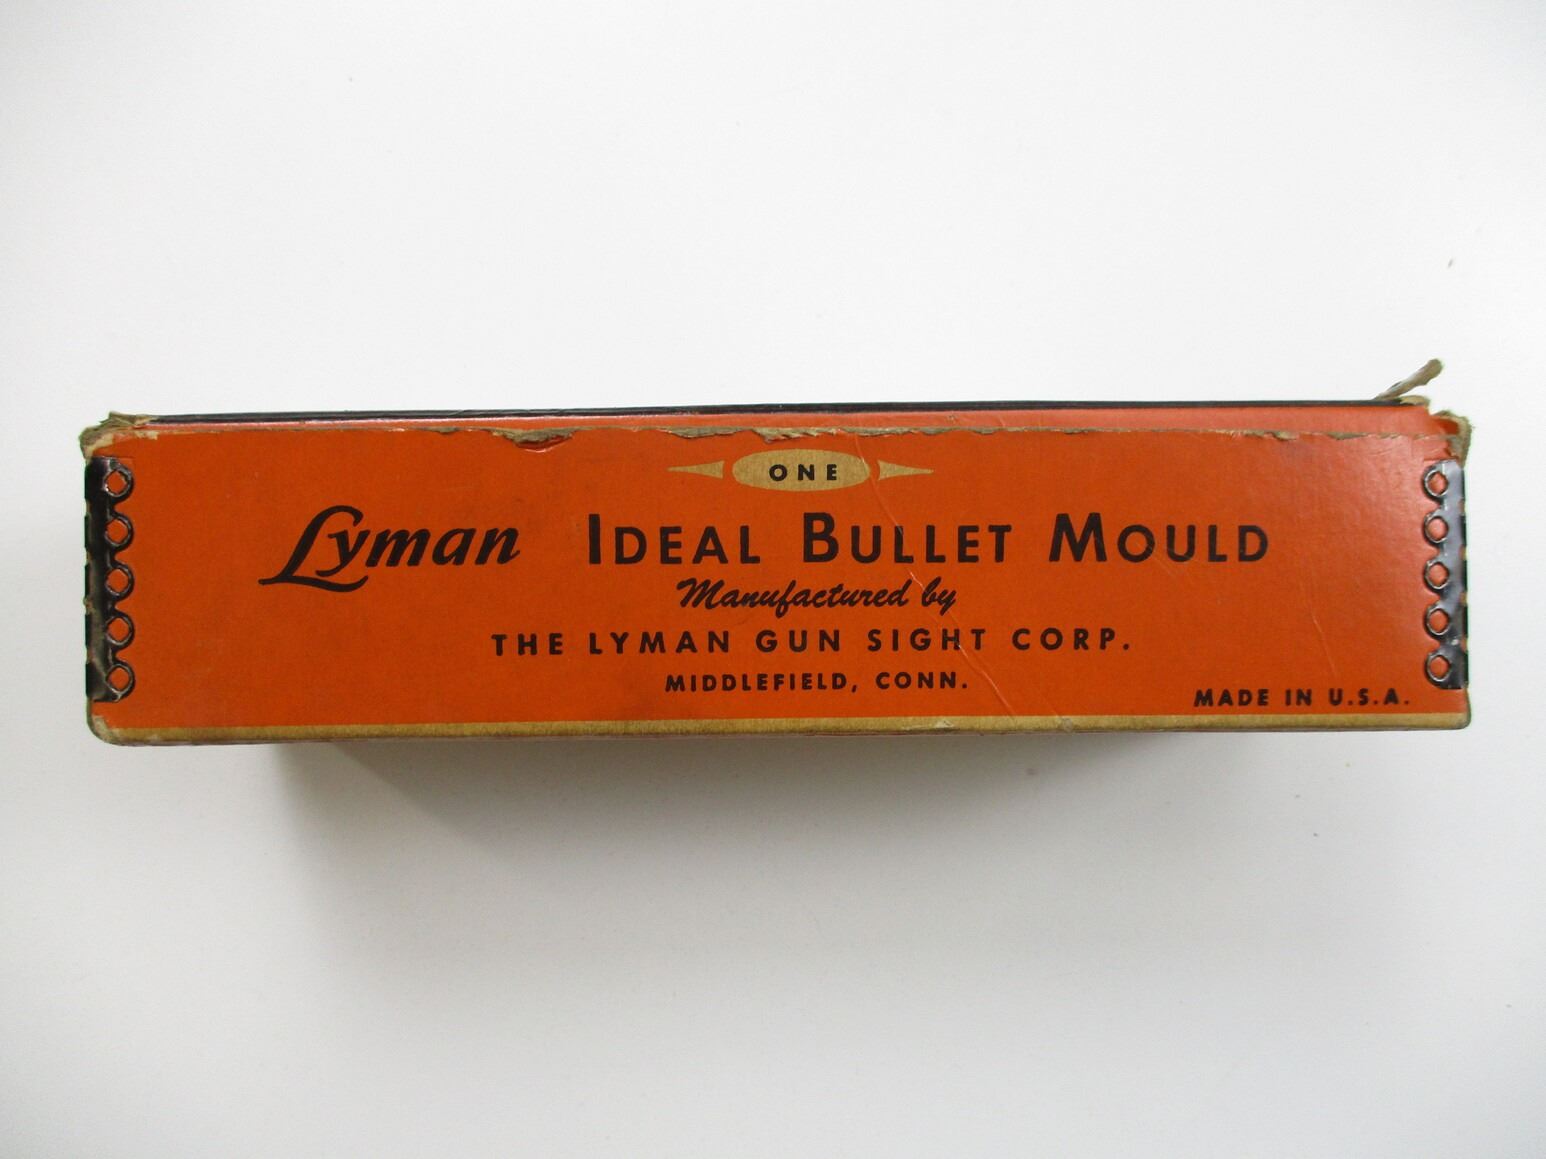 ONE
Lyman IDEAL BULLET MOULD
Manufactured by
THE LYMAN GUN SIGHT CORP.
MIDDLEFIELD, CONN.
MADE IN U.S.A.